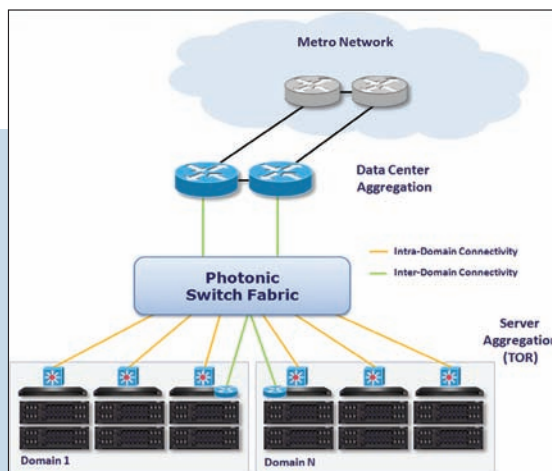 Metro Network
Data Center
Aggregation
Intra-Domain Connectivity
Inter-Domain Connectivity
Photonic
Switch Fabric
Server
Aggregation
(TOR)
Domain 1
Domain N